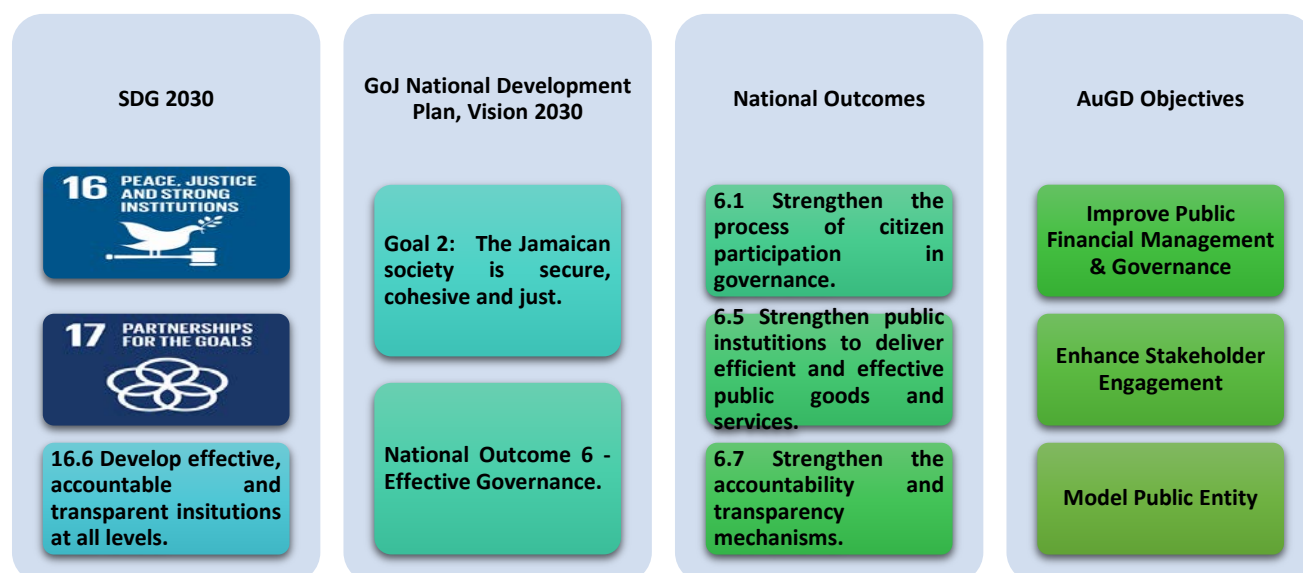 SDG 2030
16 PEACE, JUSTICE
AND STRONG
INSTITUTIONS
17 PARTNERSHIPS
FOR THE GOALS
16.6 Develop effective,
accountable and
transparent insitutions
at all levels.
GoJ National Development
Plan, Vision 2030
Goal 2: The Jamaican
society is secure,
cohesive and just.
National Outcome 6 -
Effective Governance.
National Outcomes
6.1 Strengthen the
process of citizen
participation in
governance.
6.5 Strengthen public
instutitions to deliver
efficient and effective
public goods and
services.
6.7 Strengthen the
accountability and
transparency
mechanisms.
AuGD Objectives
Improve Public
Financial Management
& Governance
Enhance Stakeholder
Engagement
Model Public Entity